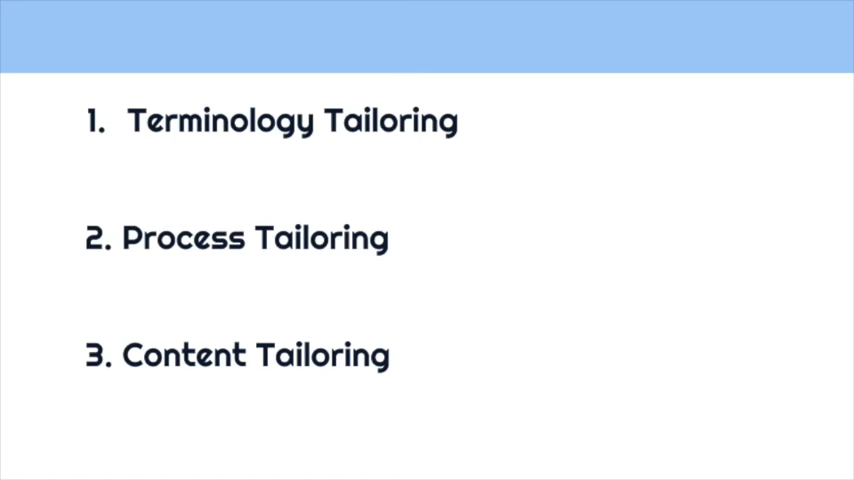 1. Terminology Tailoring
2. Process Tailoring
3. Content Tailoring